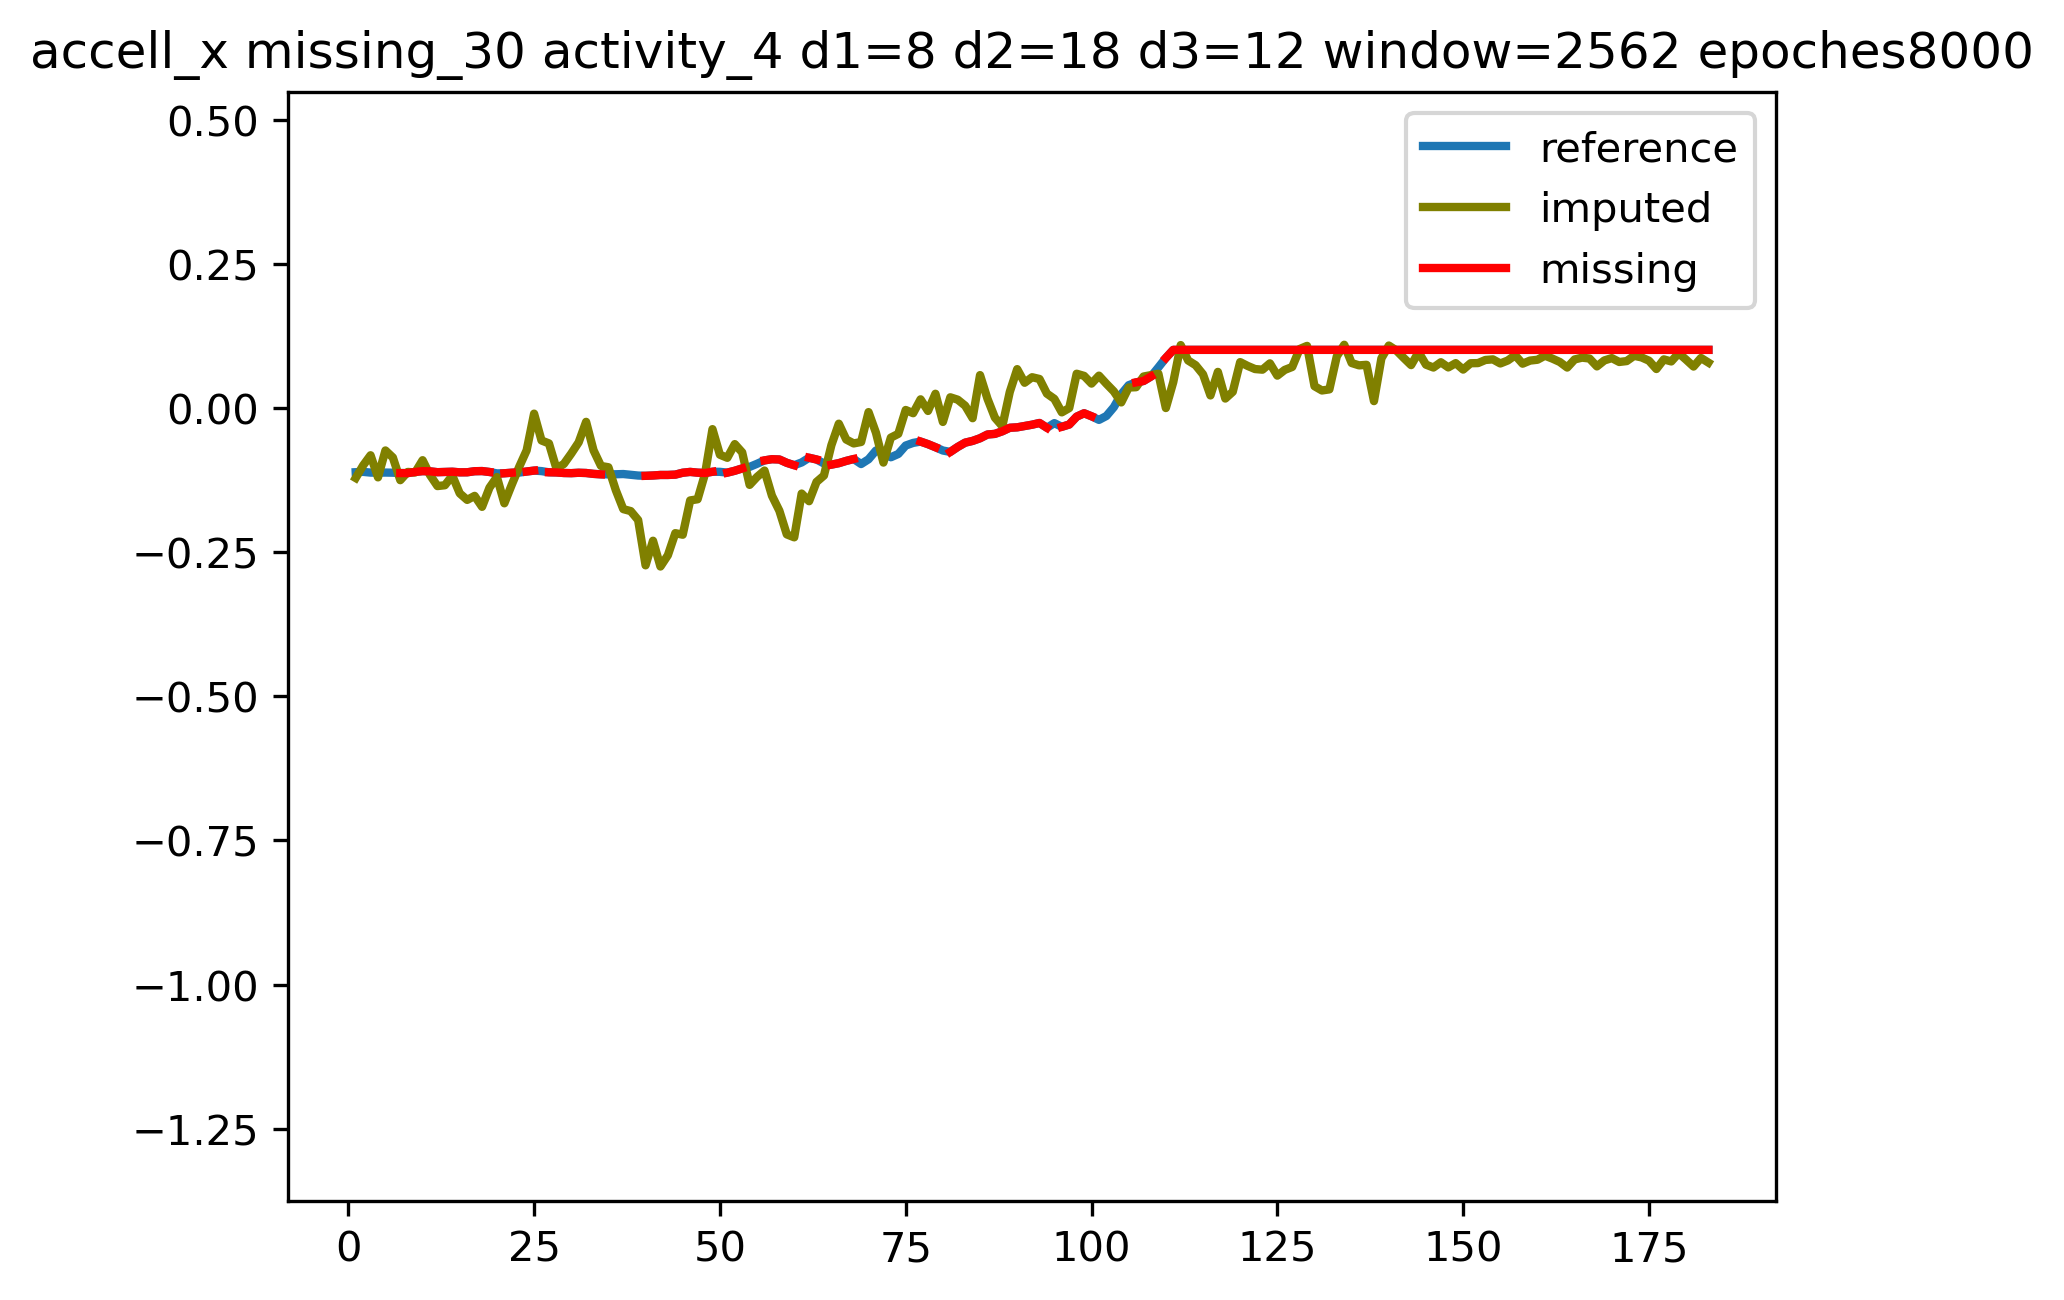 accell_x missing_30 activity_4 d1=8 d2=18 d3=12 window=2562 epoches8000
reference
imputed
missing
0.50
0.25
0.00
−0.25
−0.50
−0.75
−1.00
−1.25
0 25 50 75 100 125 150 175